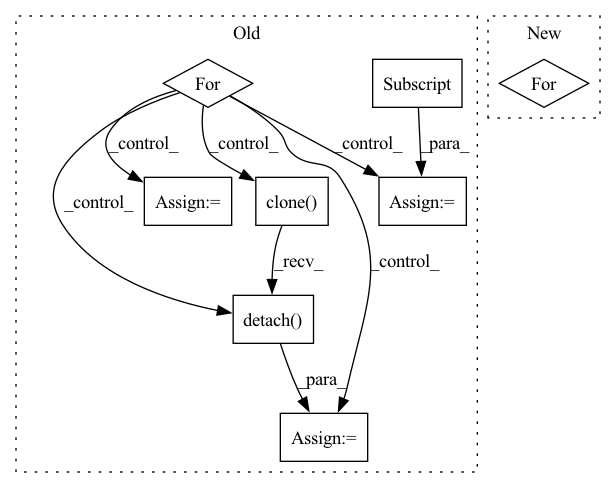 Old
New
For
Subscript
For
_control_
_control_
_control_
_para_
_control_
Assign:=
clone()
Assign:=
_recv_
_control_
detach()
_para_
Assign:=